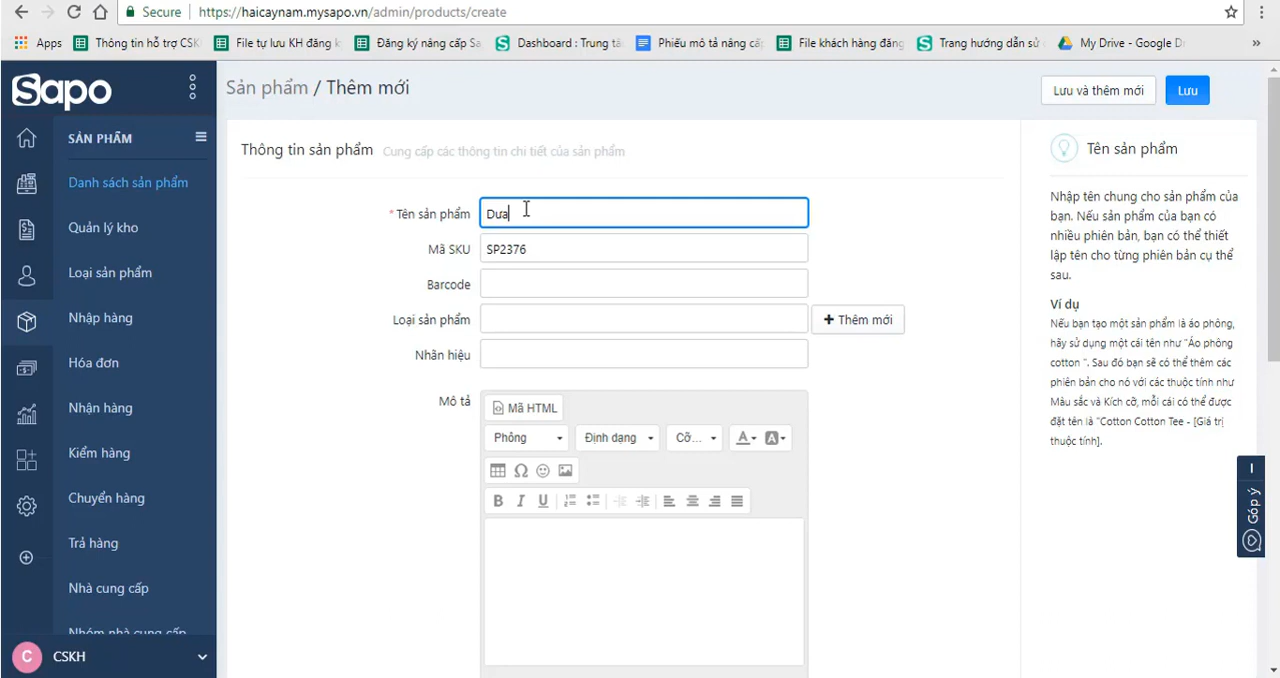 Secure
https://haicaynam.mysapo.vn/admin/products/create
Apps
Thông tin hỗ trợ CSK
File tự lưu KH đăng k
Đăng ký nâng cấp Sa
Dashboard : Trung tâ
Phiếu mô tả nâng cấ
File khách hàng đăng
Trang hướng dẫn sử
My Drive - Google D
Sapo
SẢN PHẨM
Danh sách sản phẩm
Quản lý kho
Loại sản phẩm
Nhập hàng
Hóa đơn
Nhận hàng
Kiểm hàng
Chuyển hàng
Trả hàng
Nhà cung cấp
Nhóm nhà cung cấp
C
CSKH
Sản phẩm / Thêm mới
Lưu và thêm mới
Lưu
Thông tin sản phẩm
Cung cấp các thông tin chi tiết của sản phẩm
* Tên sản phẩm
Dưa
Mã SKU
SP2376
Barcode
Loại sản phẩm
+ Thêm mới
Nhãn hiệu
Mô tả
Mã HTML
Phông
Định dạng
Cỡ...
A
A
Ω
B I U
Tên sản phẩm
Nhập tên chung cho sản phẩm của
bạn. Nếu sản phẩm của bạn có
nhiều phiên bản, bạn có thể thiết
lập tên cho từng phiên bản cụ thể
sau.
Ví dụ
Nếu bạn tạo một sản phẩm là áo phông,
hãy sử dụng một cái tên như "Áo phông
cotton ". Sau đó bạn sẽ có thể thêm các
phiên bản cho nó với các thuộc tính như
Màu sắc và Kích cỡ, mỗi cái có thể được
đặt tên là "Cotton Cotton Tee - [Giá trị
thuộc tính].
Góp ý